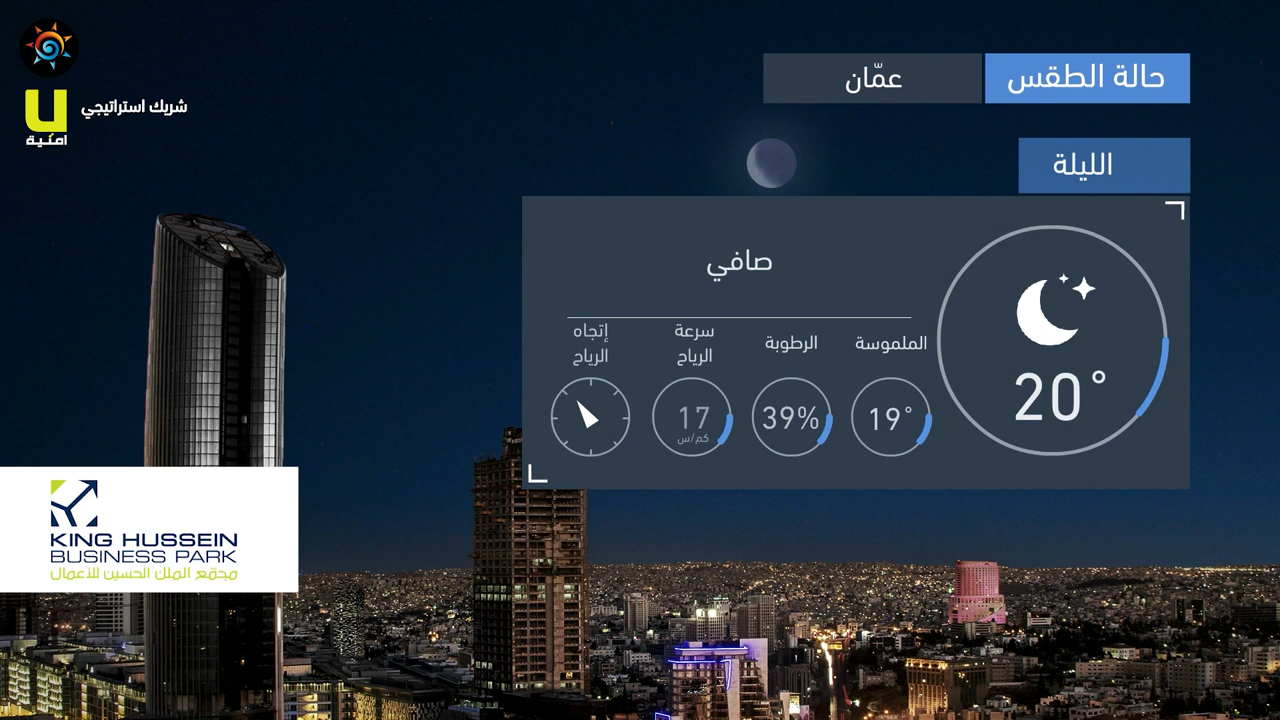 حالة الطقس
عمّان
شريك استراتيجي
امنية
الليلة
صافي
20°
الملموسة
19°
الرطوبة
39%
سرعة
الرياح
17
كم/س
إتجاه
الرياح
KING HUSSEIN
BUSINESS PARK
مجمّع الملك الحسين للأعمال